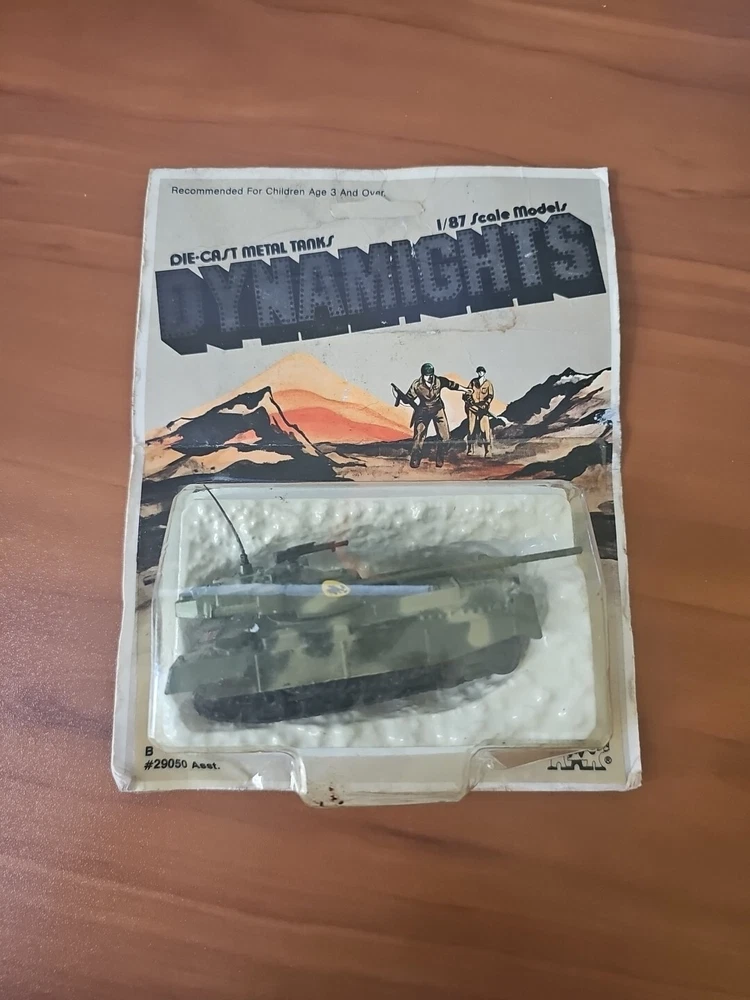 Recommended For Children Age 3 And Over.
1/87 Scale Models
DIE-CAST METAL TANKS
DYNAMIGHTS
B
#29050 Asst.
®